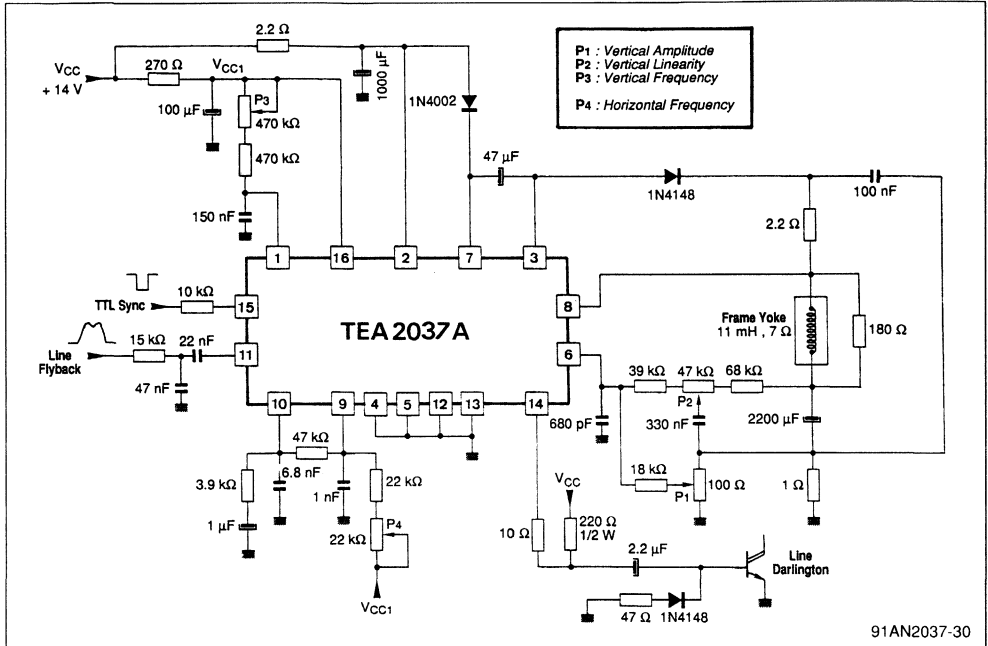 2.2 Ω
VCC
+ 14 V
270 Ω
VCC1
100 µF
P3
470 kΩ
470 kΩ
150 nF
1000 µF
1N4002
47 µF
P1 : Vertical Amplitude
P2 : Vertical Linearity
P3 : Vertical Frequency
P4 : Horizontal Frequency
1N4148
100 nF
2.2 Ω
1
16
2
7
3
TTL Sync
10 kΩ
15
8
TEA2037A
Frame Yoke
11 mH , 7 Ω
180 Ω
Line
Flyback
15 kΩ
22 nF
11
6
47 nF
39 kΩ
47 kΩ
68 kΩ
P2
10
9
4
5
12
13
14
680 pF
330 nF
2200 µF
47 kΩ
3.9 kΩ
6.8 nF
1 nF
22 kΩ
18 kΩ
P1
100 Ω
1 Ω
1 µF
22 kΩ
P4
VCC1
VCC
10 Ω
220 Ω
1/2 W
2.2 µF
Line
Darlington
47 Ω
1N4148
91AN2037-30